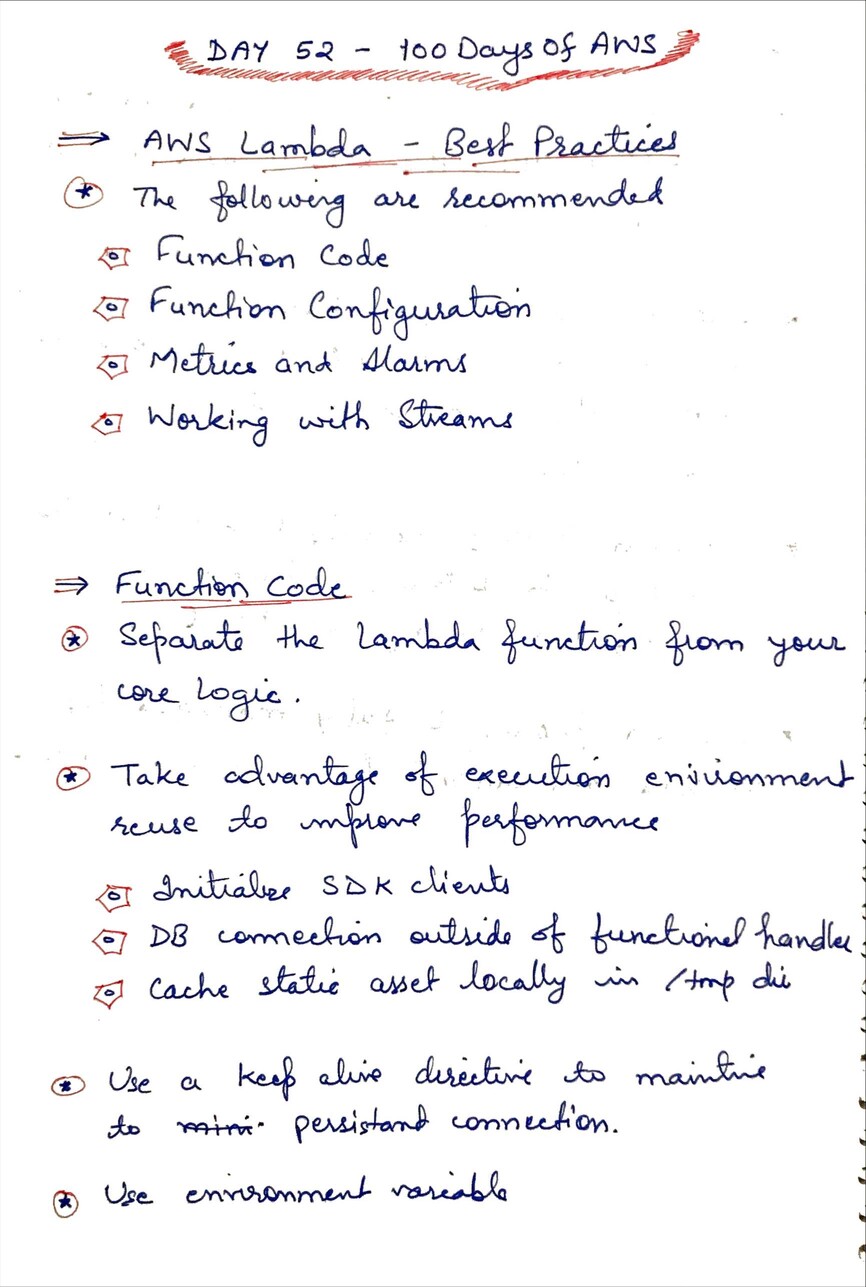 DAY 52 - 100 Days Of AWS
⇒ AWS Lambda - Best Practices
* The following are recommended
Function Code
Function Configuration
Metrics and Alarms
Working with Streams
⇒ Function Code
* Separate the Lambda function from your
core logic.
* Take advantage of execution environment
reuse to improve performance
Initialize SDK clients
DB connection outside of functional handler
Cache static asset locally in /tmp dir
* Use a keep alive directive to maintine
to mini persistand connection.
* Use environment variable